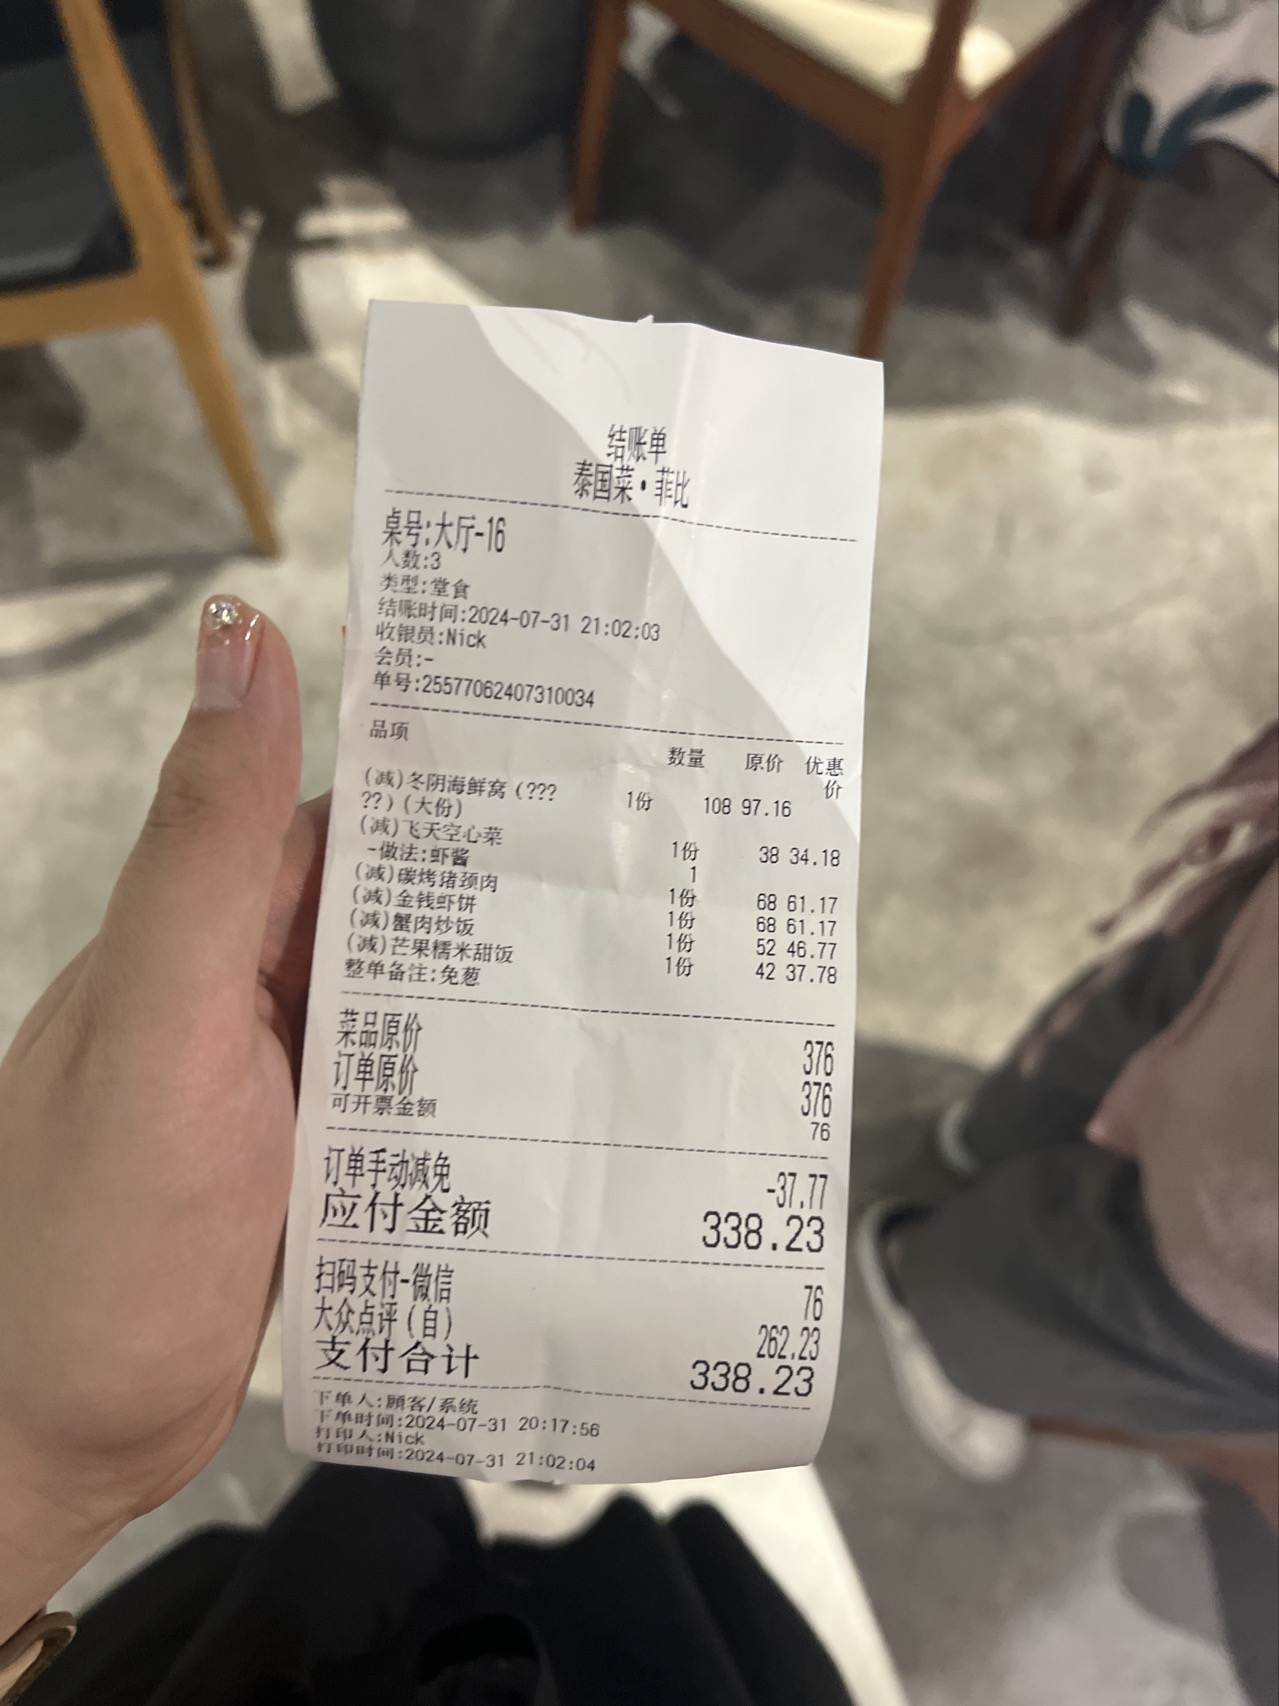 结账单
泰国菜·菲比
桌号:大厅-16
人数:3
类型:堂食
结账时间:2024-07-31 21:02:03
收银员:Nick
会员:-
单号:25577062407310034
品项 数量 原价 优惠
价
(减)冬阴海鲜窝(??? 1份 108 97.16
??)(大份)
(减)飞天空心菜 1份 38 34.18
-做法:虾酱 1
(减)碳烤猪颈肉 1份 68 61.17
(减)金钱虾饼 1份 68 61.17
(减)蟹肉炒饭 1份 52 46.77
(减)芒果糯米甜饭 1份 42 37.78
整单备注:免葱
菜品原价 376
订单原价 376
可开票金额 76
订单手动减免 -37.77
应付金额 338.23
扫码支付-微信 76
大众点评(自) 262.23
支付合计 338.23
下单人:顾客/系统
下单时间:2024-07-31 20:17:56
打印人:Nick
打印时间:2024-07-31 21:02:04